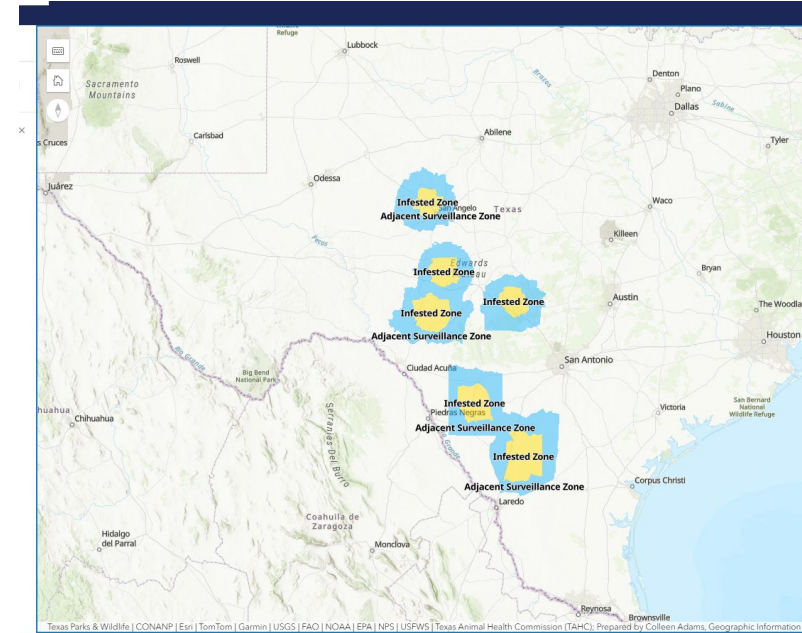 Refuge
Lubbock
Roswell
Sacramento
Mountains
Denton
Plano
Dallas
Brazos
Sabine
Abilene
Carlsbad
s Cruces
Tyler
Odessa
Juárez
Infested Zone
San Angelo
Texas
Adjacent Surveillance Zone
Waco
Killeen
Pecos
Edwards
Infested Zone
Bryan
Infested Zone
Austin
The Woodla
Infested Zone
Adjacent Surveillance Zone
Houston
Rio Grande
San Antonio
Ciudad Acuña
Big Bend
National Park
San Bernard
National
Wildlife Refuge
Infested Zone
Piedras Negras
Victoria
huahua
Chihuahua
Serranías Del Burro
Adjacent Surveillance Zone
Infested Zone
Corpus Christi
Adjacent Surveillance Zone
Laredo
Coahuila de
Zaragoza
Hidalgo
del Parral
Monclova
Reynosa
Brownsville
Texas Parks & Wildlife | CONANP | Esri | TomTom | Garmin | USGS | FAO | NOAA | EPA | NPS | USFWS | Texas Animal Health Commission (TAHC); Prepared by Colleen Adams, Geographic Information